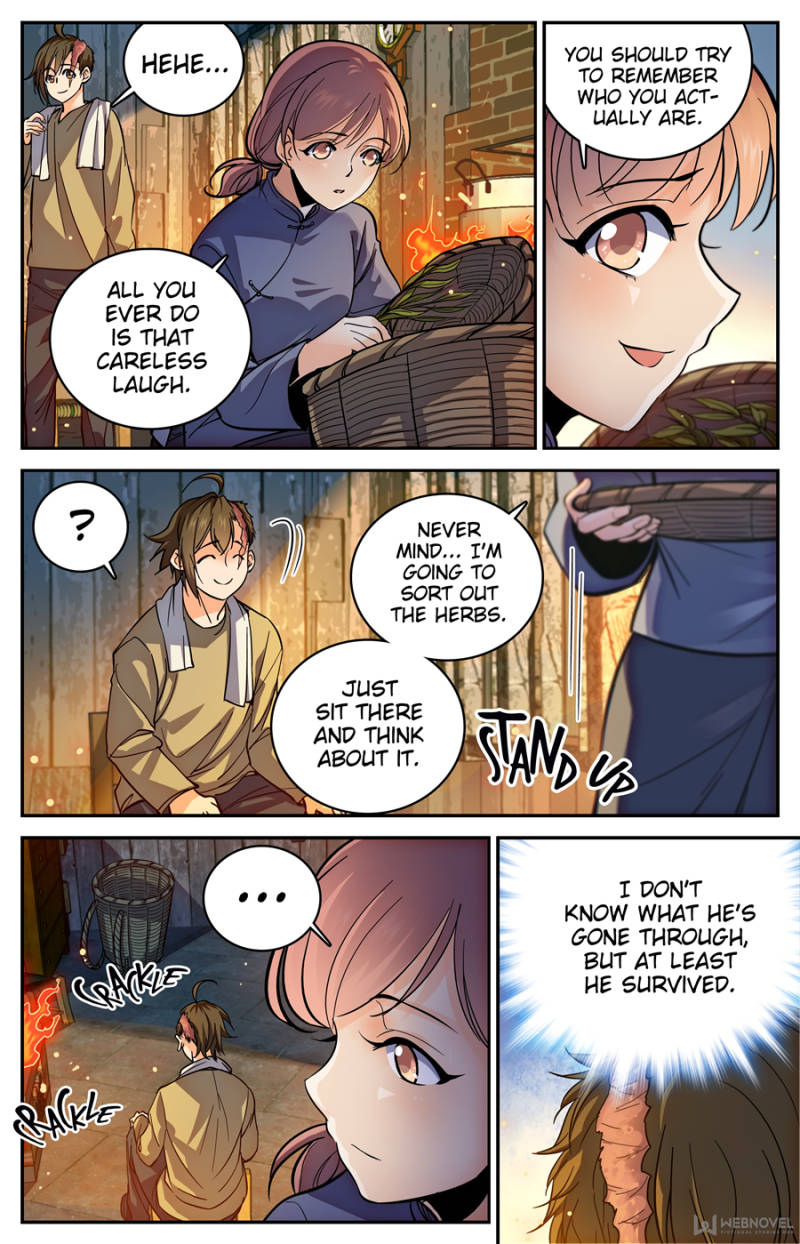 HEHE...
ALL YOU
EVER DO
IS THAT
CARELESS
LAUGH.
YOU SHOULD TRY
TO REMEMBER
WHO YOU ACT-
UALLY ARE.
?
NEVER
MIND... I'M
GOING TO
SORT OUT
THE HERBS.
JUST
SIT THERE
AND THINK
ABOUT IT.
STAND UP
...
CRACKLE
CRACKLE
I DON'T
KNOW WHAT HE'S
GONE THROUGH,
BUT AT LEAST
HE SURVIVED.
WEBNOVEL